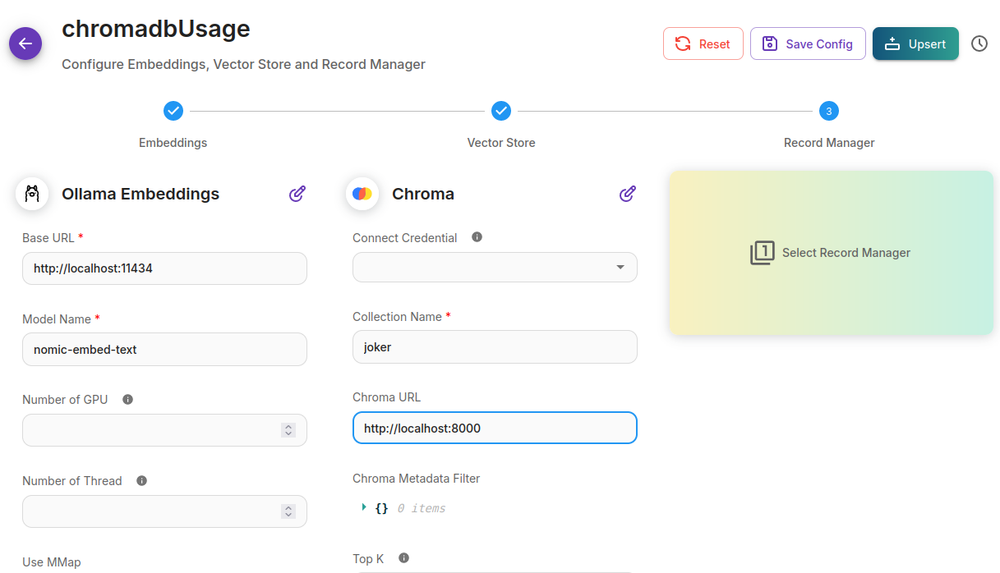 chromadbUsage
Configure Embeddings, Vector Store and Record Manager
Reset
Save Config
Upsert
3
Embeddings
Vector Store
Record Manager
Ollama Embeddings
Base URL *
http://localhost:11434
Model Name *
nomic-embed-text
Number of GPU
Number of Thread
Use MMap
Chroma
Connect Credential
Collection Name *
joker
Chroma URL
http://localhost:8000
Chroma Metadata Filter
{} 0 items
Top K
1
Select Record Manager